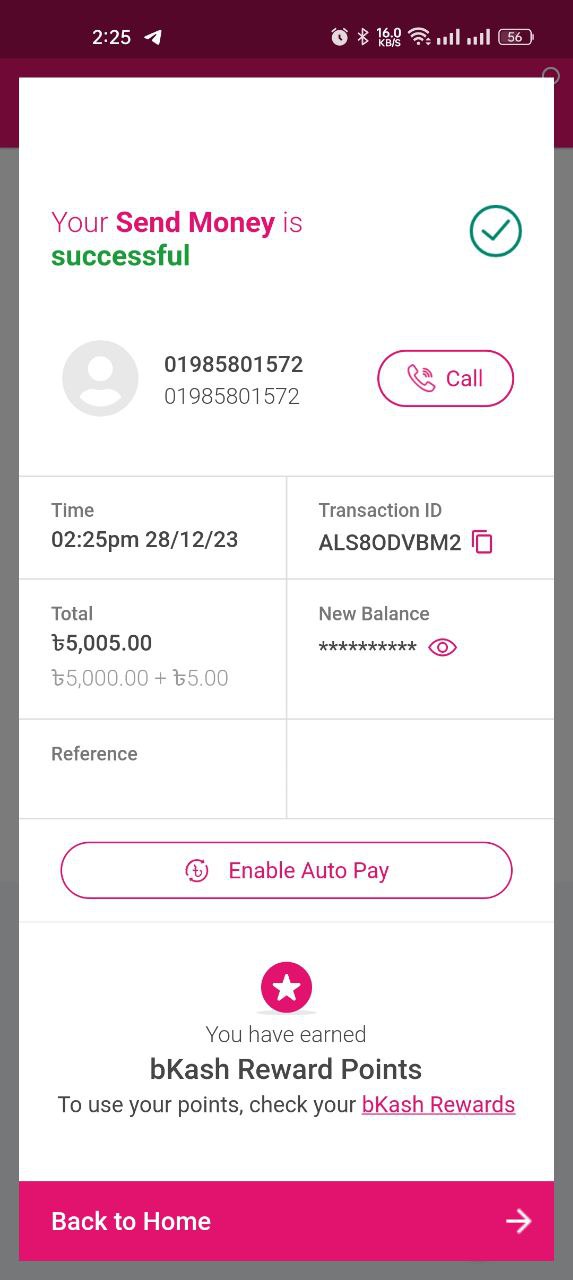 2:25
16.0
KB/S
56
Your Send Money is
successful
01985801572
01985801572
Call
Time
02:25pm 28/12/23
Transaction ID
ALS8ODVBM2
Total
৳5,005.00
৳5,000.00 + ৳5.00
New Balance
**********
Reference
৳ Enable Auto Pay
You have earned
bKash Reward Points
To use your points, check your bKash Rewards
Back to Home